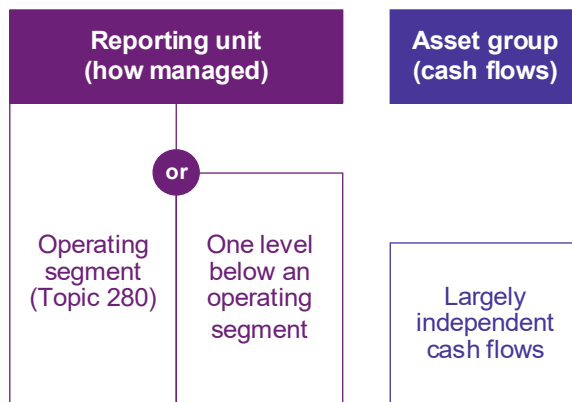 Reporting unit
(how managed)
Asset group
(cash flows)
or
Operating
segment
(Topic 280)
One level
below an
operating
segment
Largely
independent
cash flows